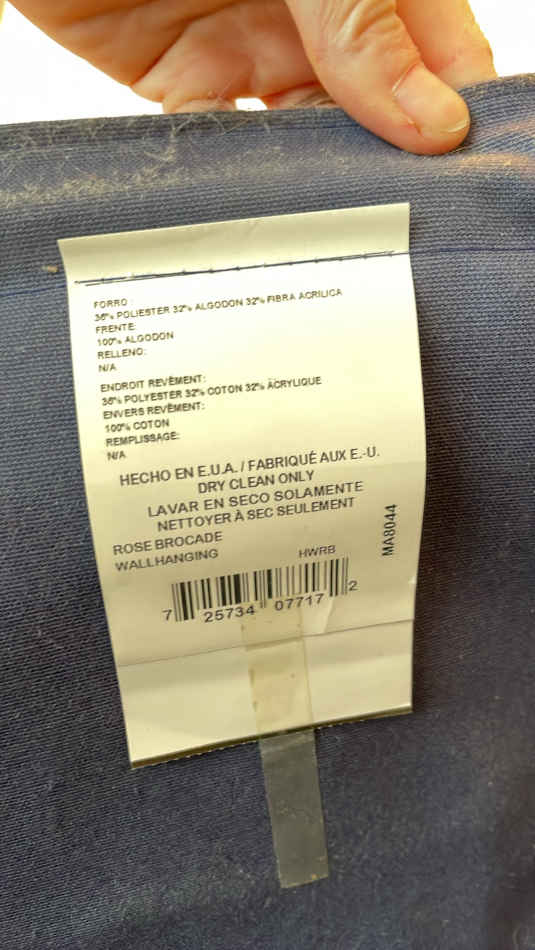 FORRO :
36% POLIESTER 32% ALGODON 32% FIBRA ACRILICA
FRENTE:
100% ALGODON
RELLENO:
N/A
ENDROIT REVÊMENT:
36% POLYESTER 32% COTON 32% ACRYLIQUE
ENVERS REVÊMENT:
100% COTON
REMPLISSAGE:
N/A
HECHO EN E.U.A. / FABRIQUÉ AUX E.-U.
DRY CLEAN ONLY
LAVAR EN SECO SOLAMENTE
NETTOYER À SEC SEULEMENT
ROSE BROCADE
WALLHANGING HWRB
MA8044
7 25734 07717 2